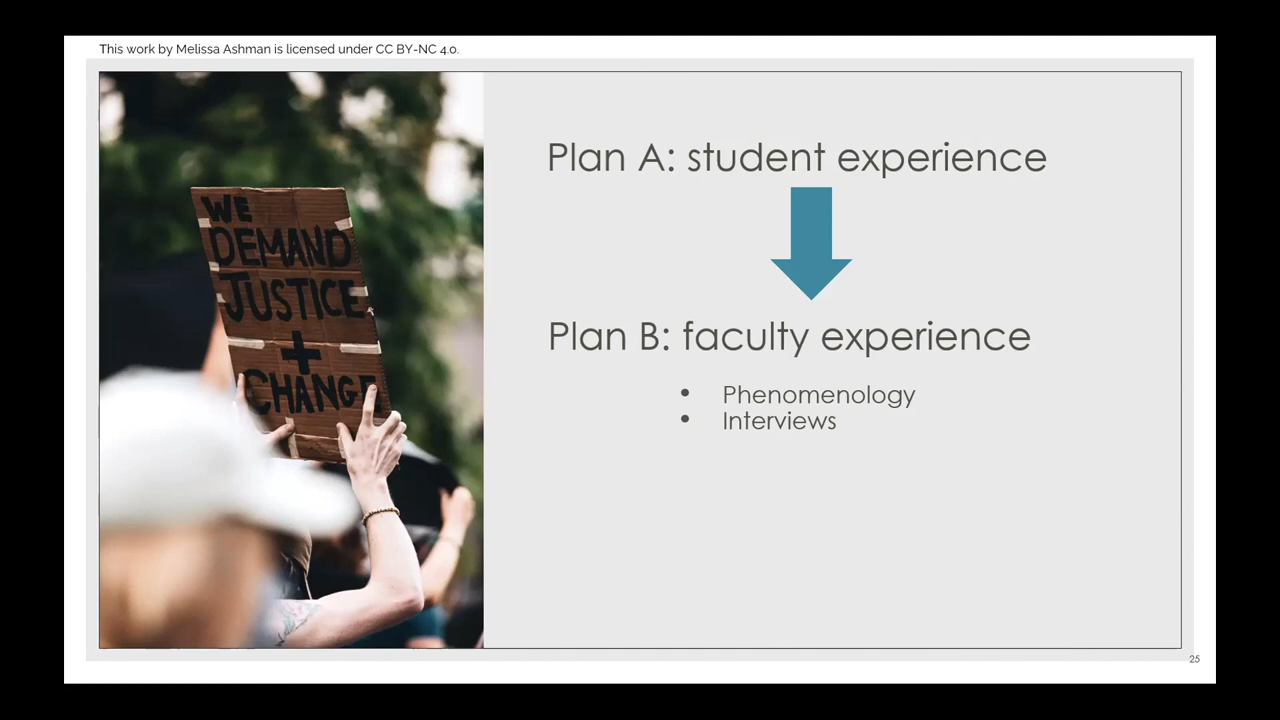 This work by Melissa Ashman is licensed under CC BY-NC 4.0.
WE
DEMAND
JUSTICE
+
CHANGE
Plan A: student experience
Plan B: faculty experience
• Phenomenology
• Interviews
25